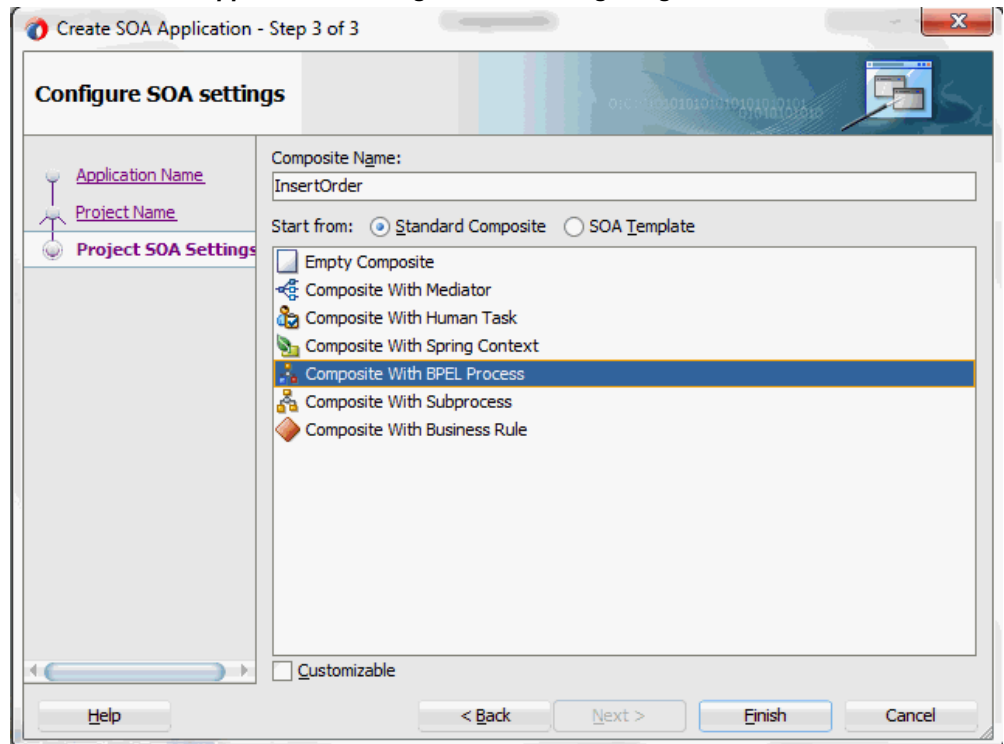 Create SOA Application - Step 3 of 3
Configure SOA settings
Application Name
Project Name
Project SOA Settings
Composite Name:
InsertOrder
Start from: Standard Composite SOA Template
Empty Composite
Composite With Mediator
Composite With Human Task
Composite With Spring Context
Composite With BPEL Process
Composite With Subprocess
Composite With Business Rule
Customizable
Help < Back Next > Finish Cancel